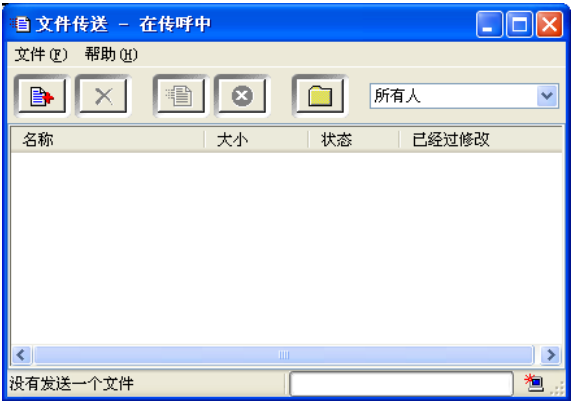 文件传送 - 在传呼中
文件(F) 帮助(H)
所有人
名称 大小 状态 已经过修改
没有发送一个文件